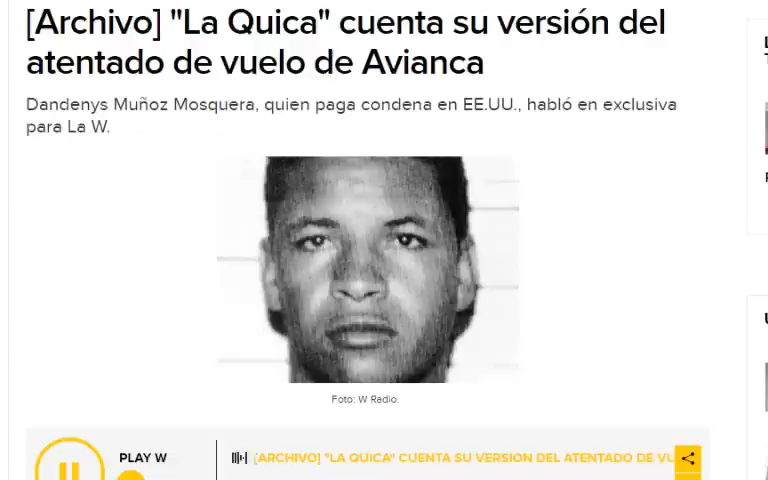 [Archivo] "La Quica" cuenta su versión del
atentado de vuelo de Avianca
Dandenys Muñoz Mosquera, quien paga condena en EE.UU., habló en exclusiva
para La W.
Foto: W Radio.
PLAY W
[ARCHIVO] "LA QUICA" CUENTA SU VERSION DEL ATENTADO DE VU